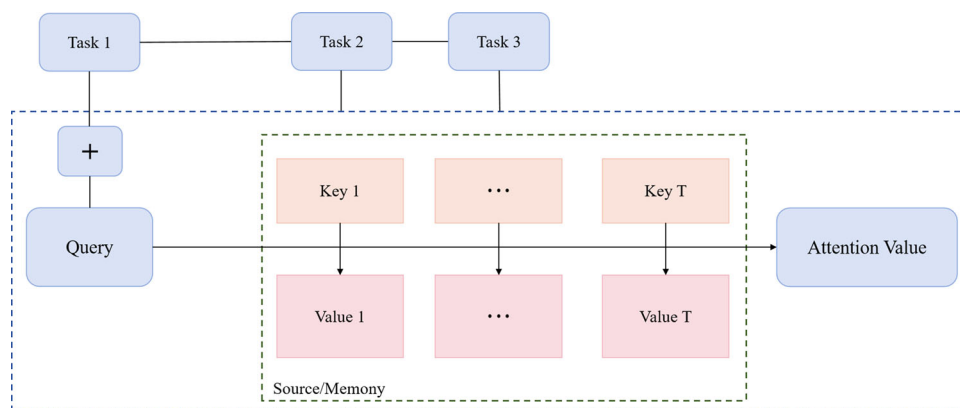 Task 1
Task 2
Task 3
+
Key 1
...
Key T
Query
Attention Value
Value 1
...
Value T
Source/Memony